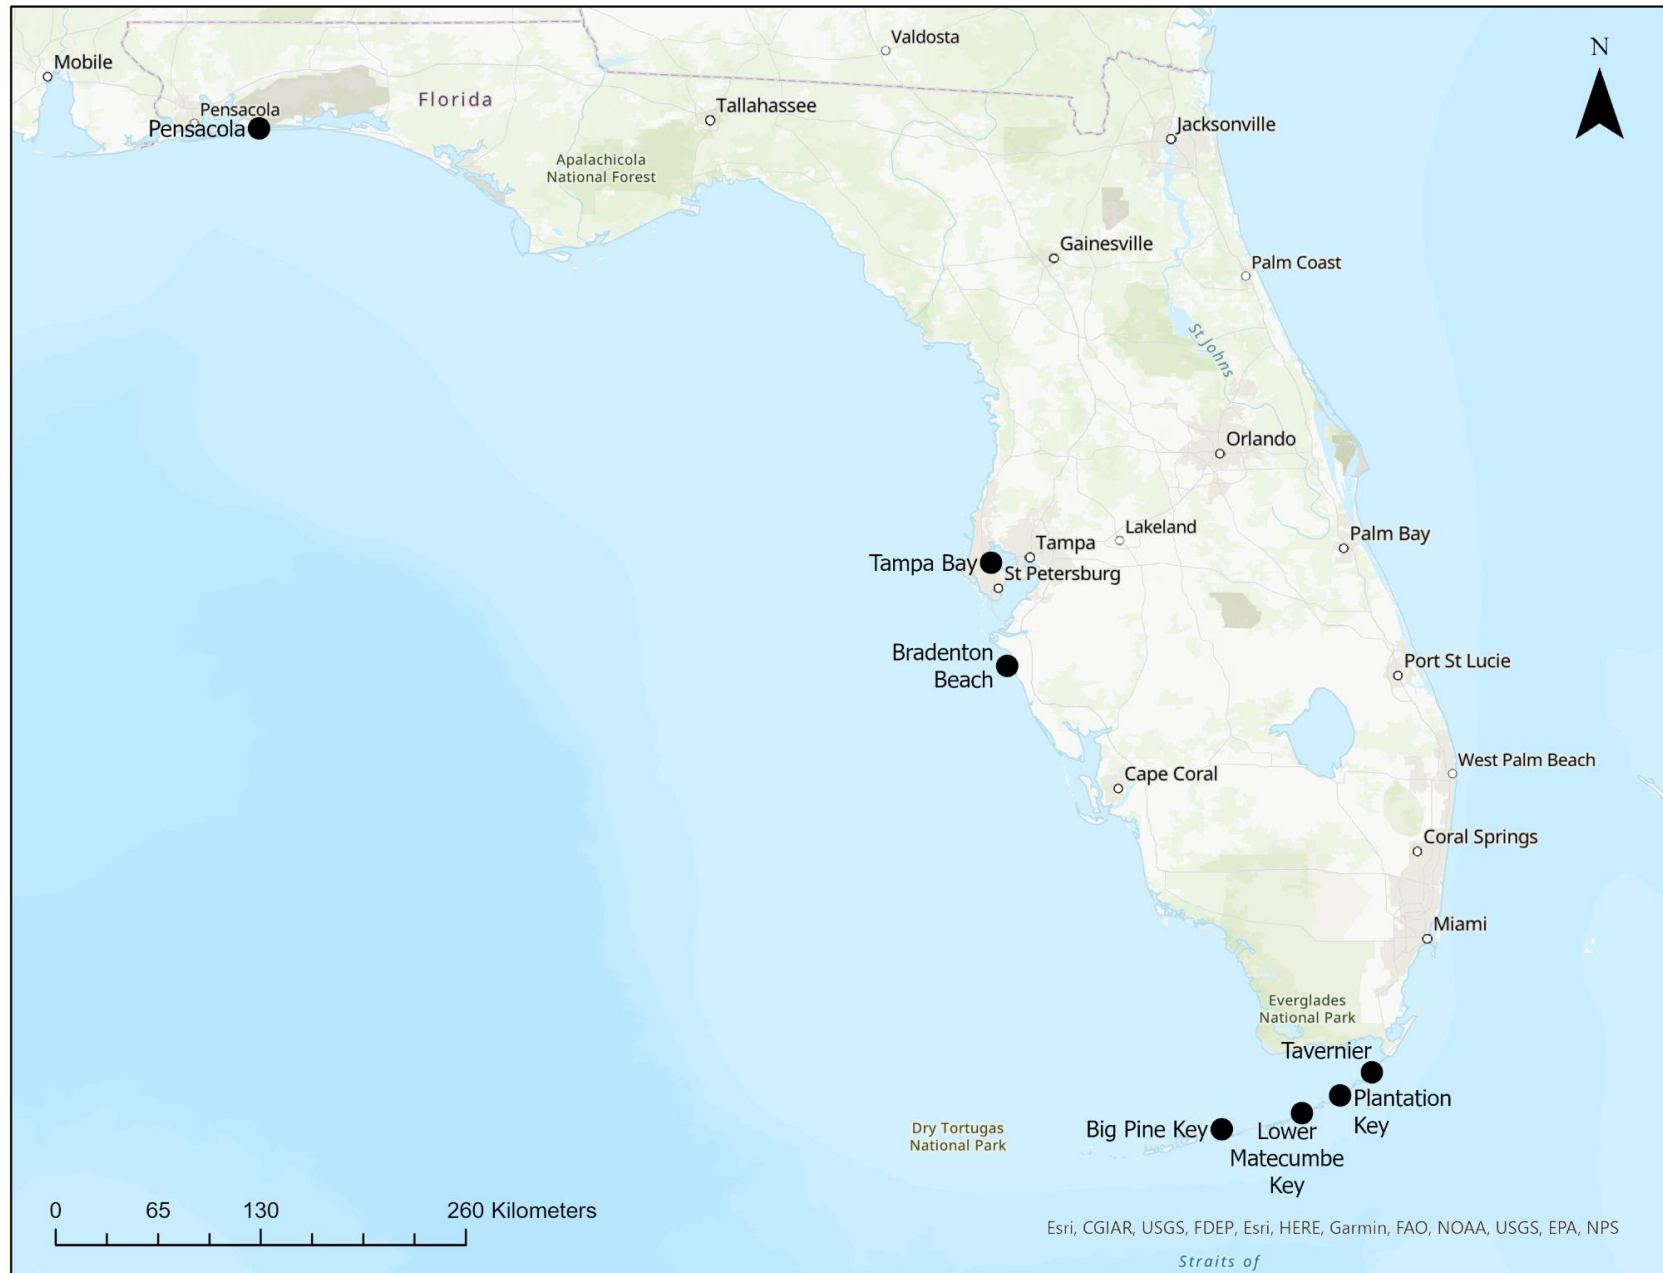 N
Valdosta
Mobile
Florida
Pensacola
Pensacola
Tallahassee
Jacksonville
Apalachicola
National Forest
Gainesville
Palm Coast
St Johns
Orlando
Lakeland
Palm Bay
Tampa
Tampa Bay
St Petersburg
Bradenton
Beach
Port St Lucie
West Palm Beach
Cape Coral
Coral Springs
Miami
Everglades
National Park
Tavernier
Plantation
Key
Big Pine Key
Lower
Matecumbe
Key
Dry Tortugas
National Park
0 65 130 260 Kilometers
Esri, CGIAR, USGS, FDEP, Esri, HERE, Garmin, FAO, NOAA, USGS, EPA, NPS
Straits of